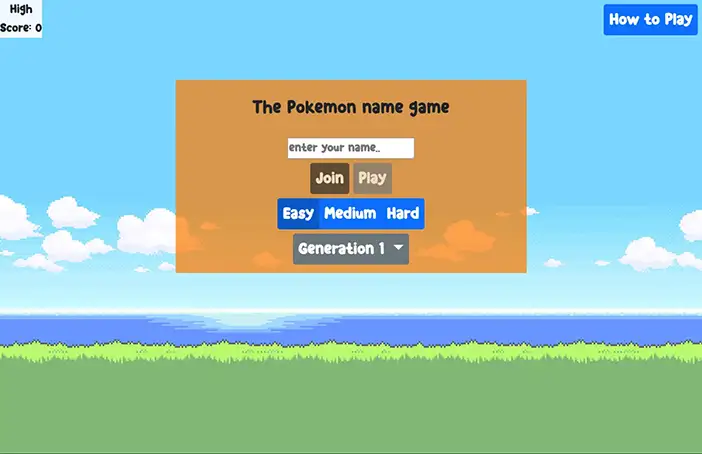 High
Score: 0
How to Play
The Pokemon name game
enter your name..
Join Play
Easy Medium Hard
Generation 1